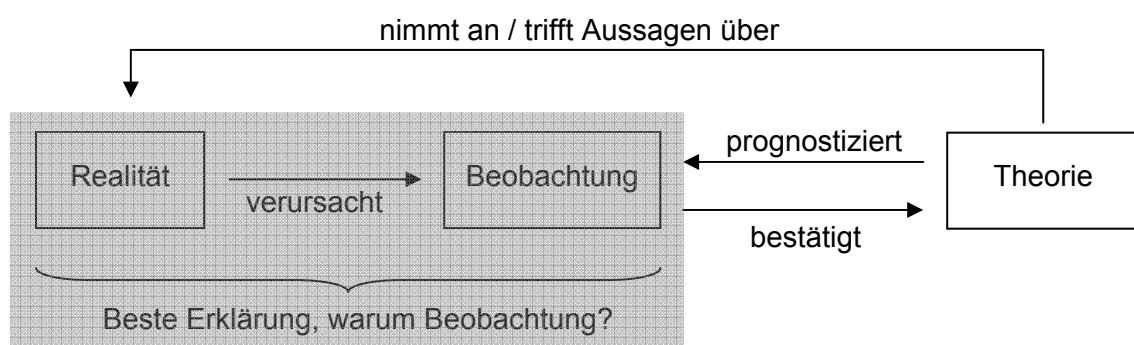 nimmt an / trifft Aussagen über
Realität
verursacht
Beobachtung
prognostiziert
bestätigt
Theorie
Beste Erklärung, warum Beobachtung?